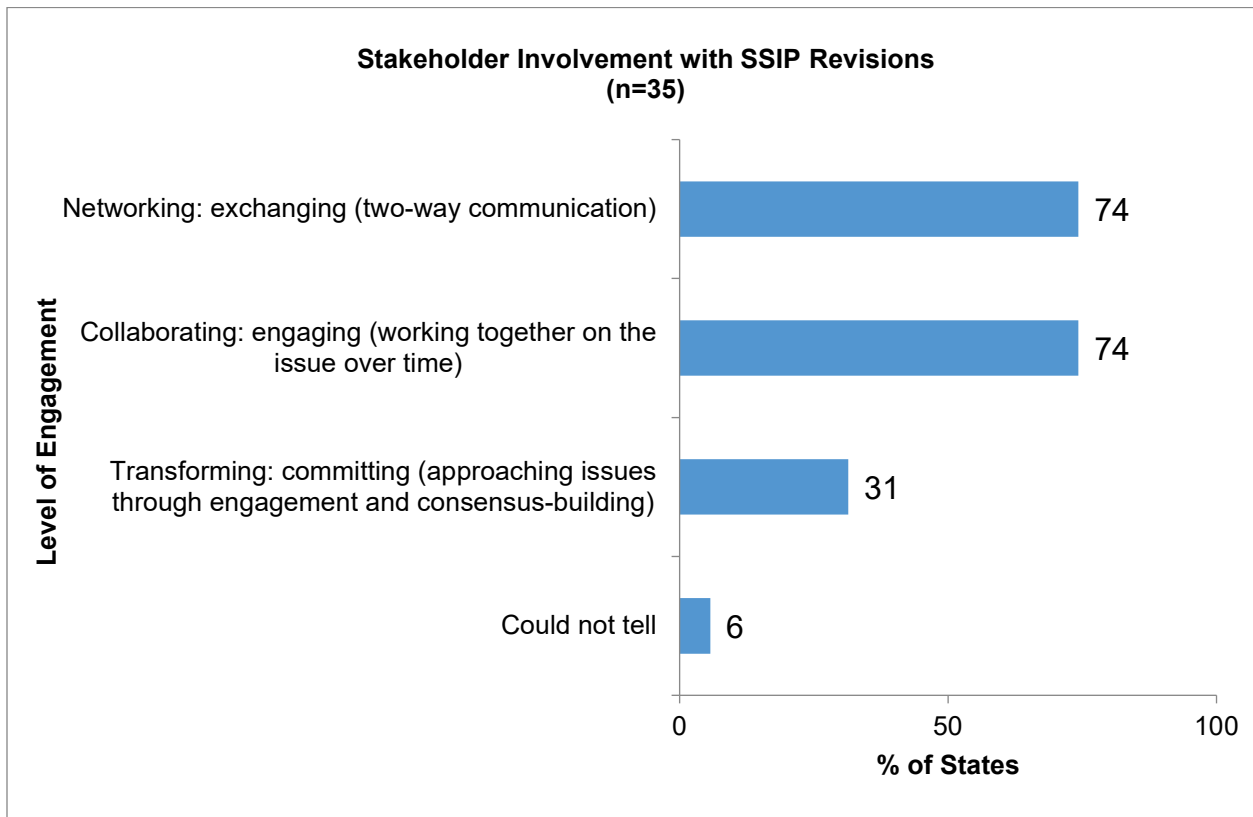 Stakeholder Involvement with SSIP Revisions
(n=35)
Level of Engagement
Networking: exchanging (two-way communication)
74
Collaborating: engaging (working together on the
issue over time)
74
Transforming: committing (approaching issues
through engagement and consensus-building)
31
Could not tell
6
0
50
100
% of States